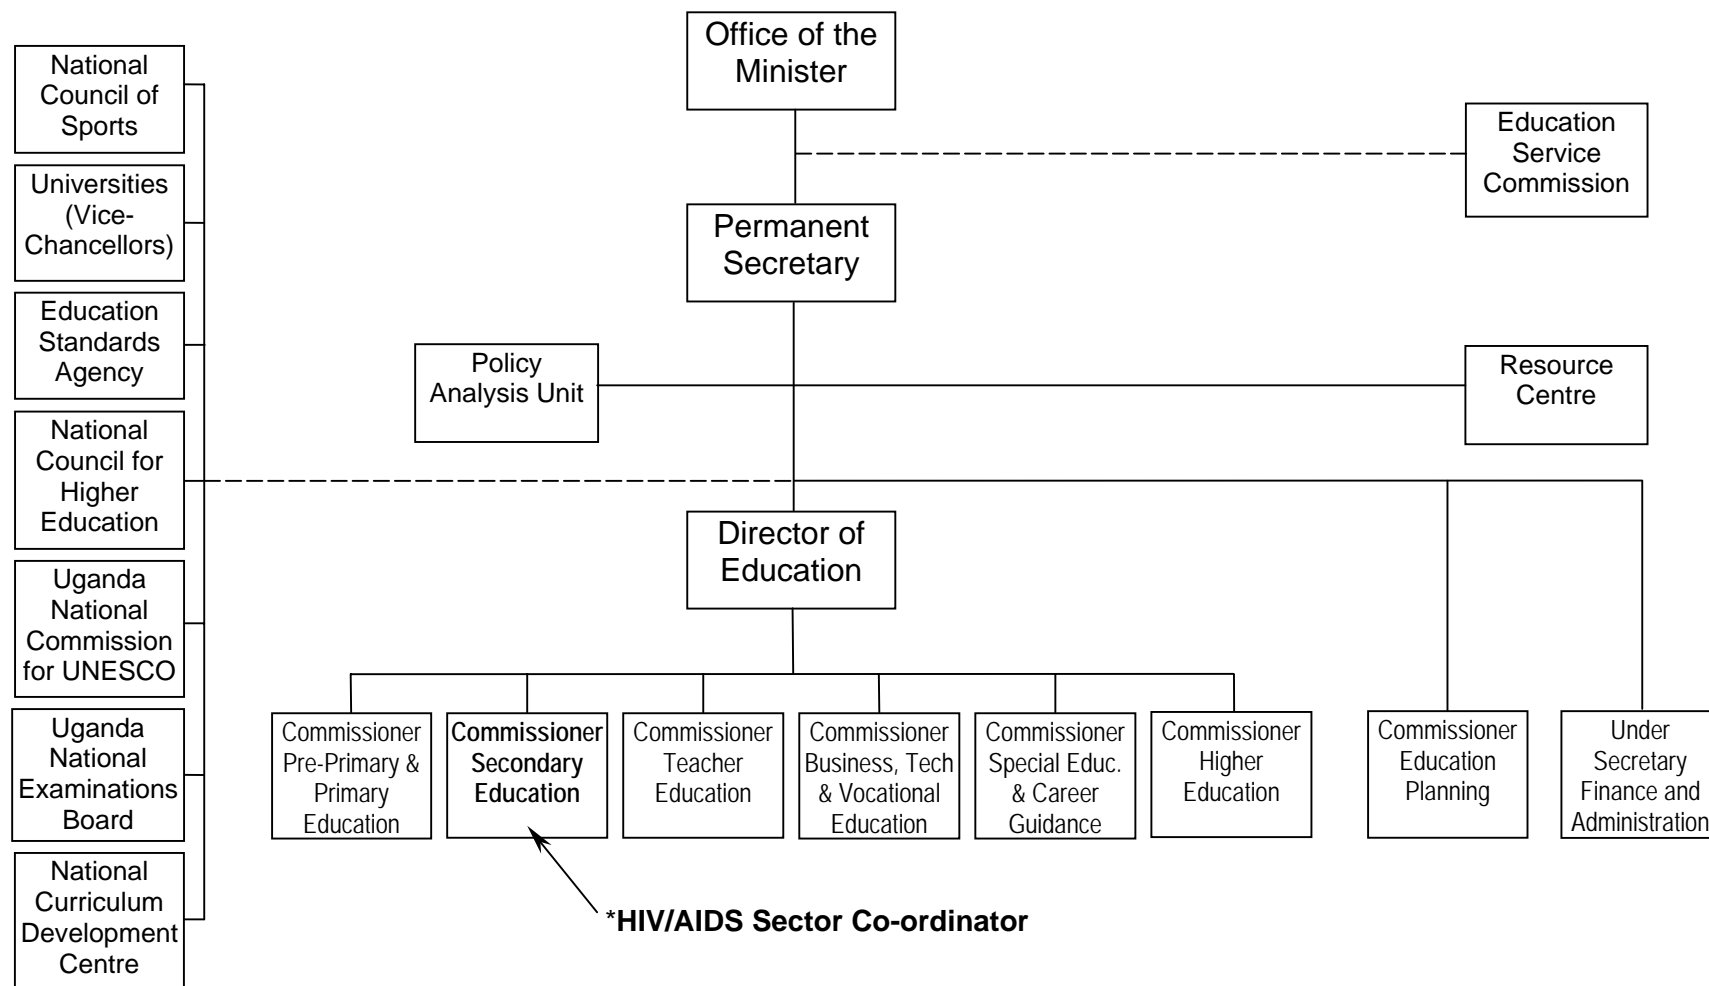 Office of the
Minister
National
Council of
Sports
Education
Service
Commission
Universities
(Vice-
Chancellors)
Permanent
Secretary
Education
Standards
Agency
Policy
Analysis Unit
Resource
Centre
National
Council for
Higher
Education
Director of
Education
Uganda
National
Commission
for UNESCO
Uganda
National
Examinations
Board
Commissioner
Pre-Primary &
Primary
Education
Commissioner
Secondary
Education
Commissioner
Teacher
Education
Commissioner
Business, Tech
& Vocational
Education
Commissioner
Special Educ.
& Career
Guidance
Commissioner
Higher
Education
Commissioner
Education
Planning
Under
Secretary
Finance and
Administration
National
Curriculum
Development
Centre
*HIV/AIDS Sector Co-ordinator